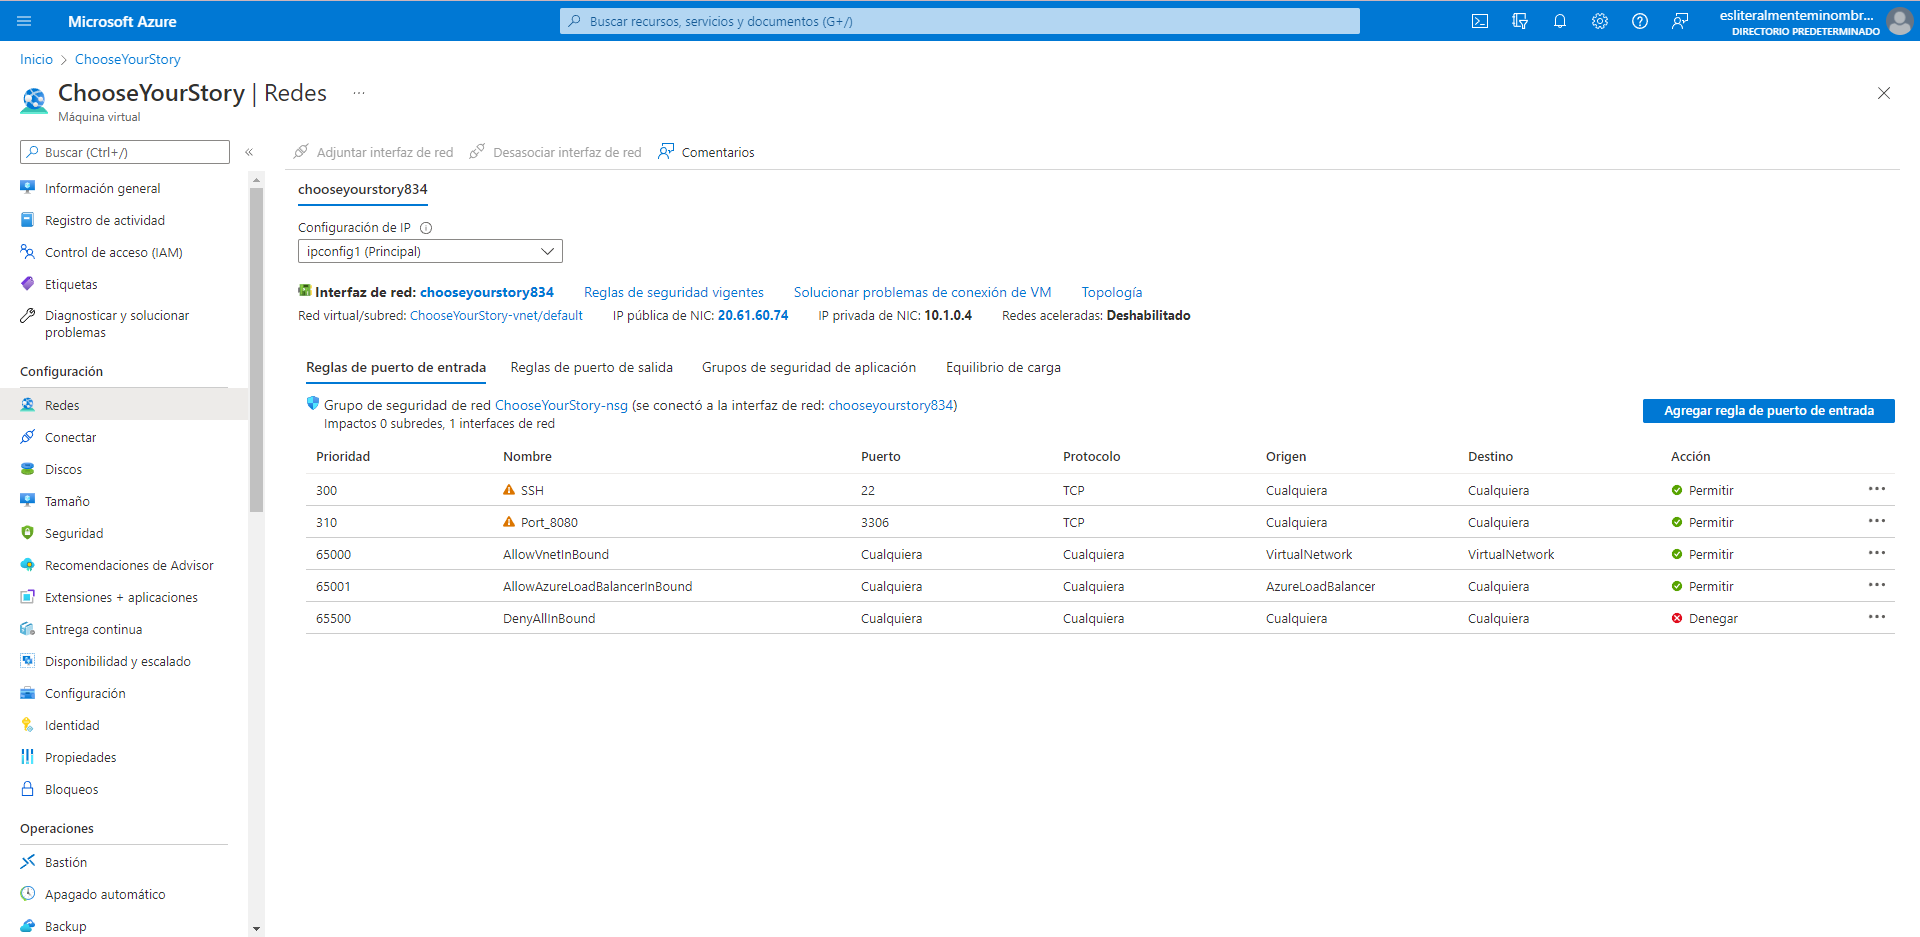 Microsoft Azure
Buscar recursos, servicios y documentos (G+/)
esliteralmenteminombr...
DIRECTORIO PREDETERMINADO
Inicio > ChooseYourStory
ChooseYourStory | Redes ...
Máquina virtual
Buscar (Ctrl+/) «
Información general
Registro de actividad
Control de acceso (IAM)
Etiquetas
Diagnosticar y solucionar
problemas
Configuración
Redes
Conectar
Discos
Tamaño
Seguridad
Recomendaciones de Advisor
Extensiones + aplicaciones
Entrega continua
Disponibilidad y escalado
Configuración
Identidad
Propiedades
Bloqueos
Operaciones
Bastión
Apagado automático
Backup
Adjuntar interfaz de red Desasociar interfaz de red Comentarios
chooseyourstory834
Configuración de IP
ipconfig1 (Principal)
Interfaz de red: chooseyourstory834 Reglas de seguridad vigentes Solucionar problemas de conexión de VM Topología
Red virtual/subred: ChooseYourStory-vnet/default IP pública de NIC: 20.61.60.74 IP privada de NIC: 10.1.0.4 Redes aceleradas: Deshabilitado
Reglas de puerto de entrada Reglas de puerto de salida Grupos de seguridad de aplicación Equilibrio de carga
Grupo de seguridad de red ChooseYourStory-nsg (se conectó a la interfaz de red: chooseyourstory834)
Impactos 0 subredes, 1 interfaces de red
Agregar regla de puerto de entrada
Prioridad Nombre Puerto Protocolo Origen Destino Acción
300 SSH 22 TCP Cualquiera Cualquiera Permitir ...
310 Port_8080 3306 TCP Cualquiera Cualquiera Permitir ...
65000 AllowVnetInBound Cualquiera Cualquiera VirtualNetwork VirtualNetwork Permitir ...
65001 AllowAzureLoadBalancerInBound Cualquiera Cualquiera AzureLoadBalancer Cualquiera Permitir ...
65500 DenyAllInBound Cualquiera Cualquiera Cualquiera Cualquiera Denegar ...